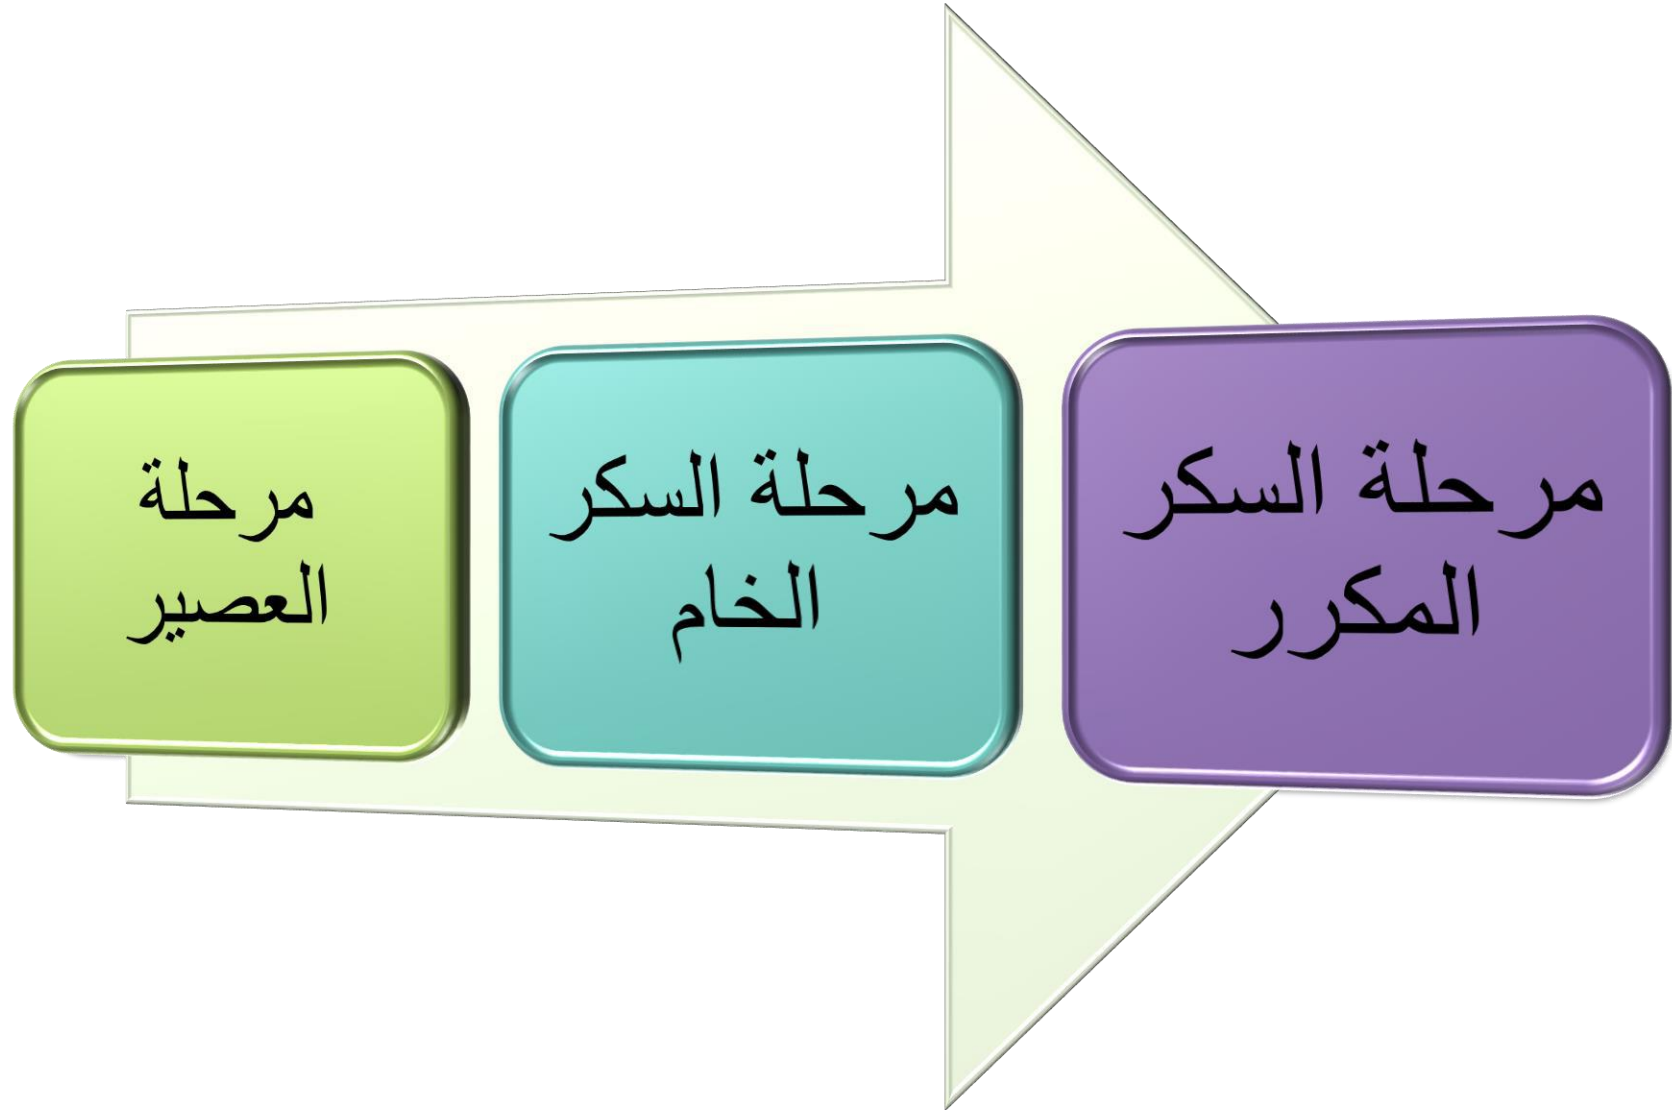 مرحلة
العصير
مرحلة السكر
الخام
مرحلة السكر
المكرر